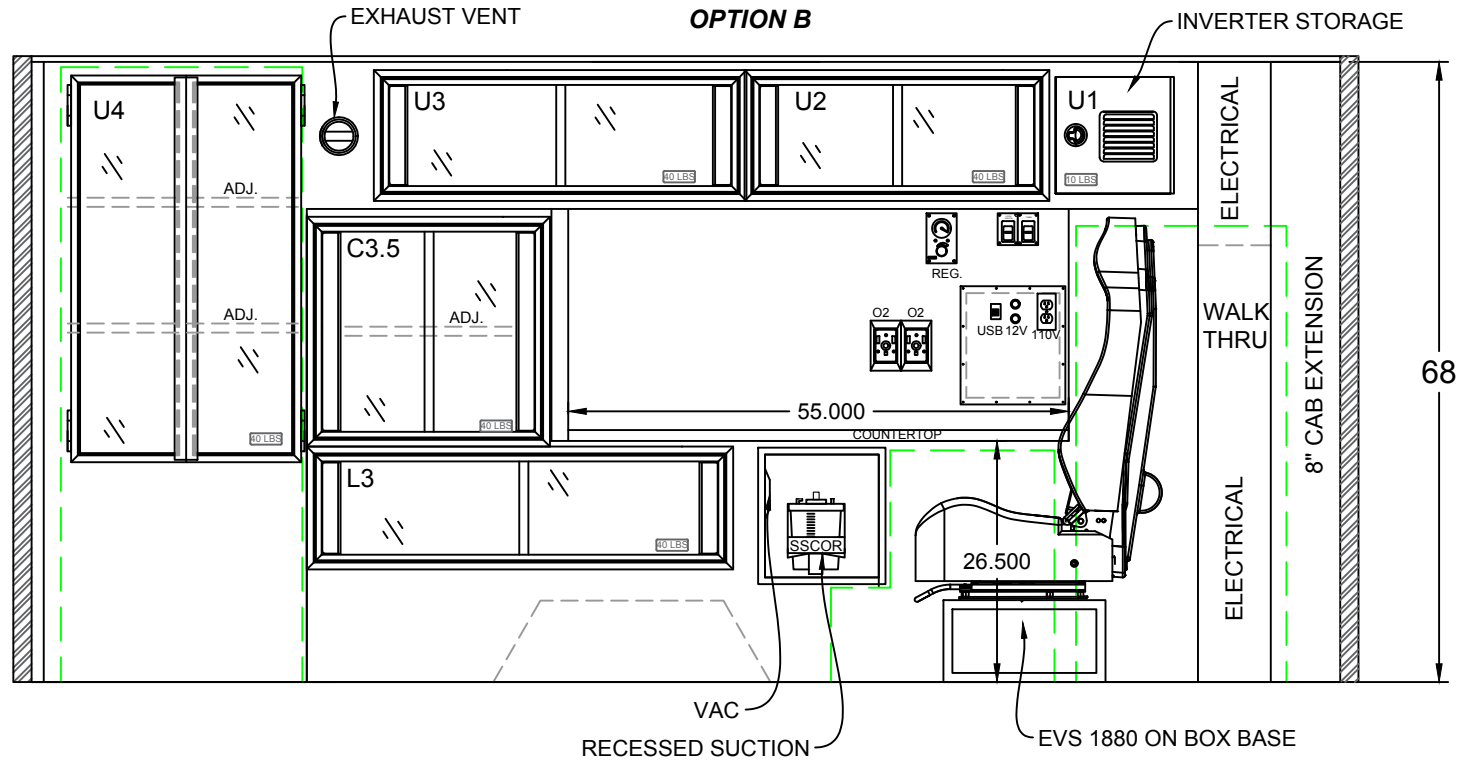 OPTION B
EXHAUST VENT
INVERTER STORAGE
U4
U3
U2
U1
40 LBS
40 LBS
10 LBS
ELECTRICAL
ADJ.
C3.5
REG.
ADJ.
ADJ.
O2 O2
USB 12V 110V
WALK
THRU
8" CAB EXTENSION
68
55.000
40 LBS
40 LBS
COUNTERTOP
L3
40 LBS
SSCOR
26.500
ELECTRICAL
VAC
RECESSED SUCTION
EVS 1880 ON BOX BASE